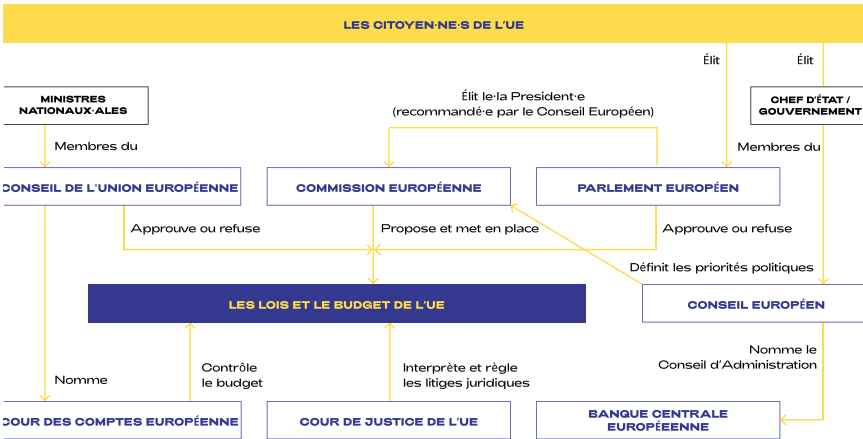 LES CITOYEN·NE·S DE L'UE
Élit
Élit
MINISTRES
NATIONAUX·ALES
Élit le·la President·e
(recommandé·e par le Conseil Européen)
CHEF D'ÉTAT /
GOUVERNEMENT
Membres du
Membres du
CONSEIL DE L'UNION EUROPÉENNE
COMMISSION EUROPÉENNE
PARLEMENT EUROPÉEN
Approuve ou refuse
Propose et met en place
Approuve ou refuse
Définit les priorités politiques
LES LOIS ET LE BUDGET DE L'UE
CONSEIL EUROPÉEN
Nomme
Contrôle
le budget
Interprète et règle
les litiges juridiques
Nomme le
Conseil d'Administration
COUR DES COMPTES EUROPÉENNE
COUR DE JUSTICE DE L'UE
BANQUE CENTRALE
EUROPÉEENNE